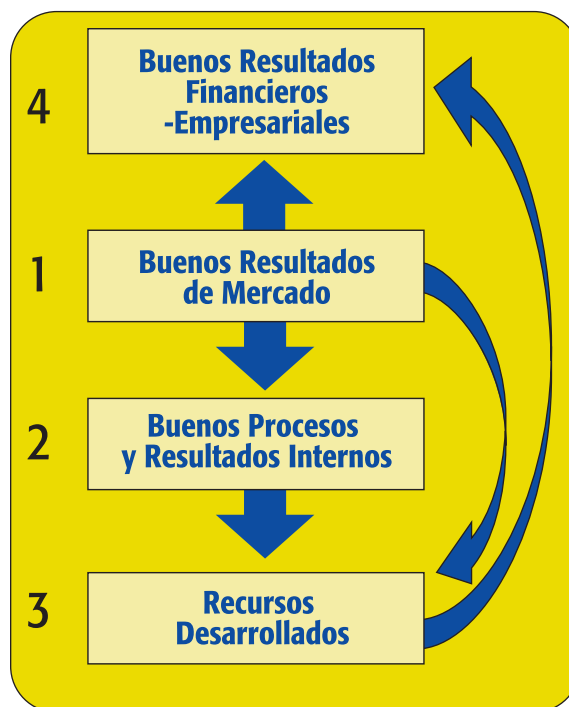 4
Buenos Resultados
Financieros
-Empresariales
1
Buenos Resultados
de Mercado
2
Buenos Procesos
y Resultados Internos
3
Recursos
Desarrollados